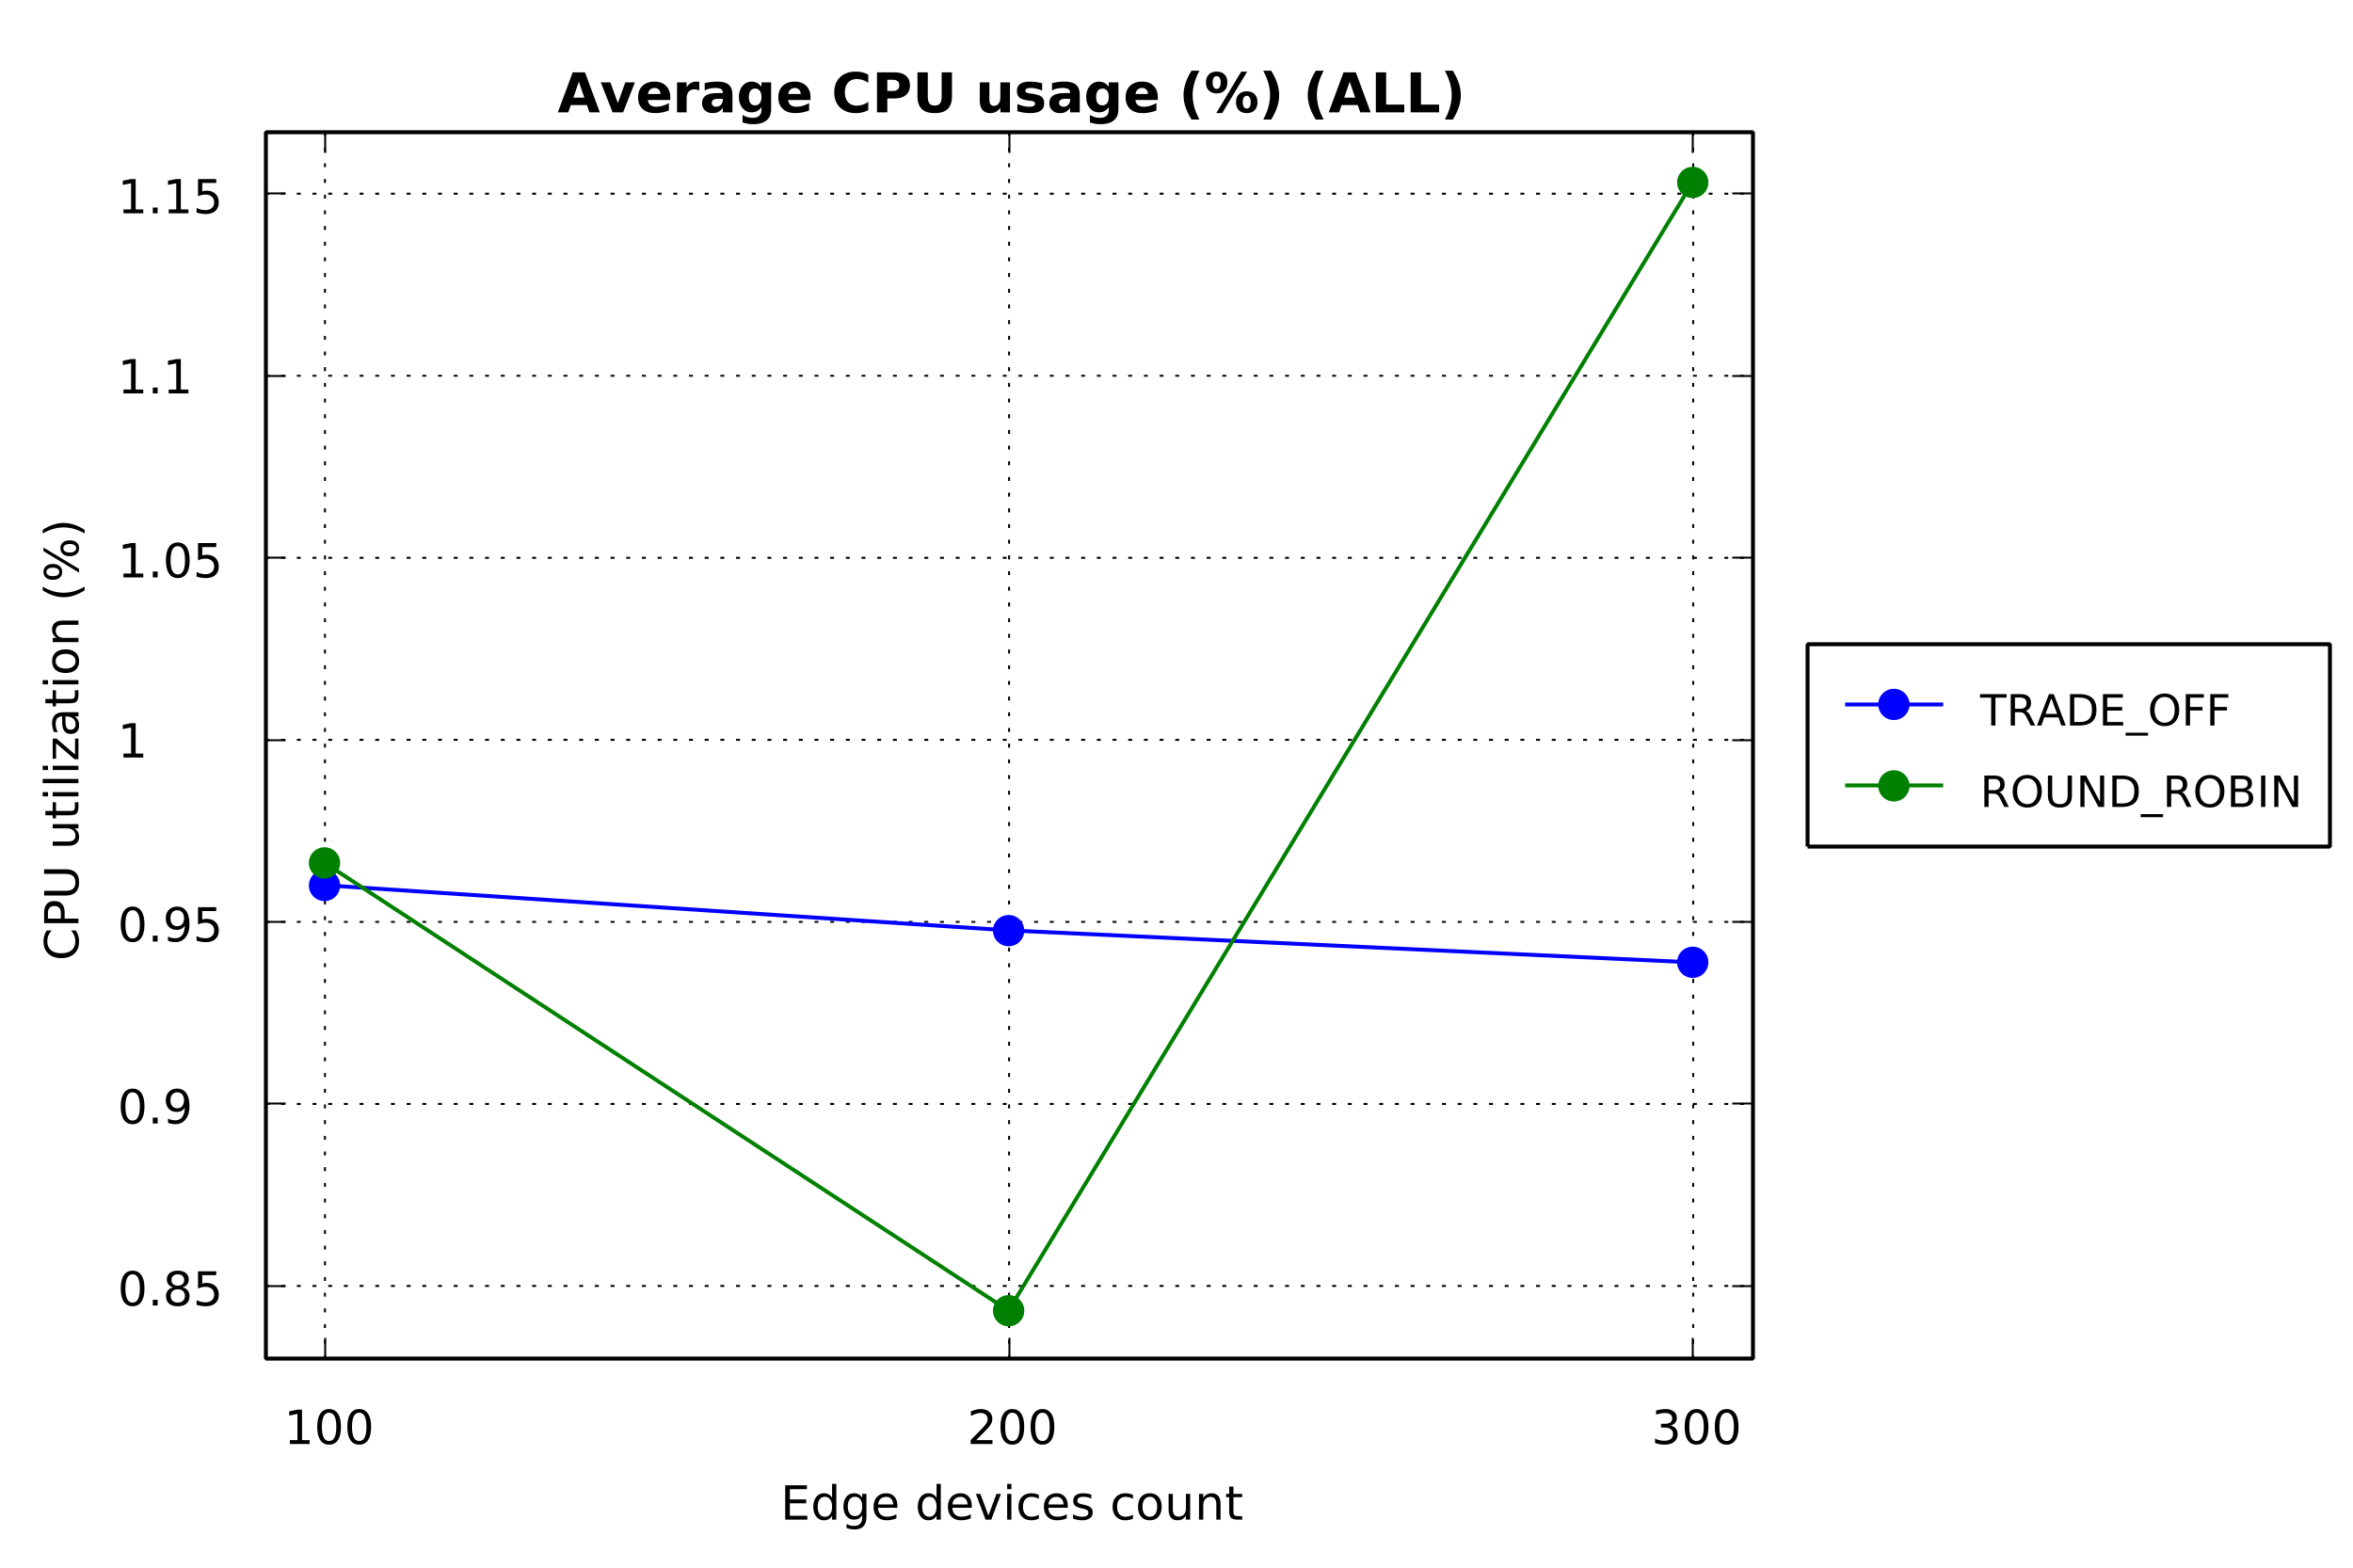 Average CPU usage (%) (ALL)
CPU utilization (%)
1.15
1.1
1.05
1
0.95
0.9
0.85
100 200 300
Edge devices count
TRADE_OFF
ROUND_ROBIN